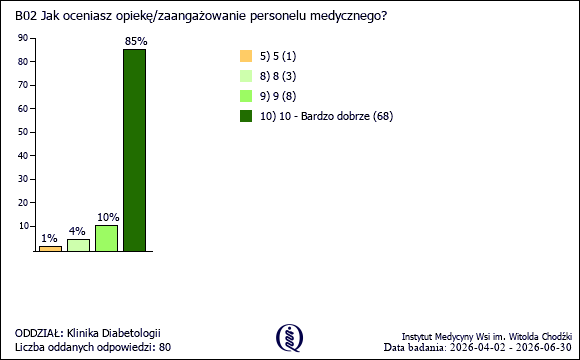 B02 Jak oceniasz opiekę/zaangażowanie personelu medycznego?
90
80
70
60
50
40
30
20
10
1%
4%
10%
85%
5) 5 (1)
8) 8 (3)
9) 9 (8)
10) 10 - Bardzo dobrze (68)
ODDZIAŁ: Klinika Diabetologii
Liczba oddanych odpowiedzi: 80
Instytut Medycyny Wsi im. Witolda Chodźki
Data badania: 2026-04-02 - 2026-06-30